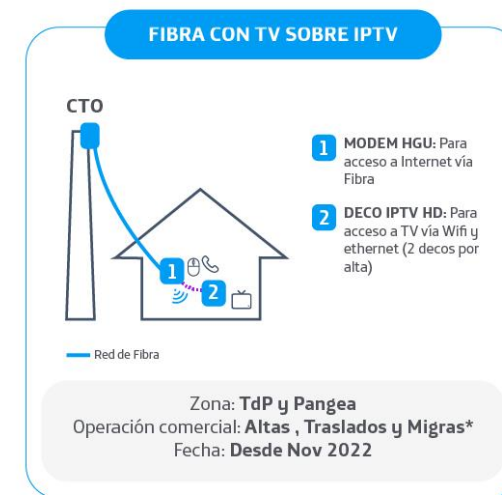 FIBRA CON TV SOBRE IPTV
CTO
1 MODEM HGU: Para
acceso a Internet vía
Fibra
2 DECO IPTV HD: Para
acceso a TV vía Wifi y
ethernet (2 decos por
alta)
1
2
Red de Fibra
Zona: TdP y Pangea
Operación comercial: Altas , Traslados y Migras*
Fecha: Desde Nov 2022